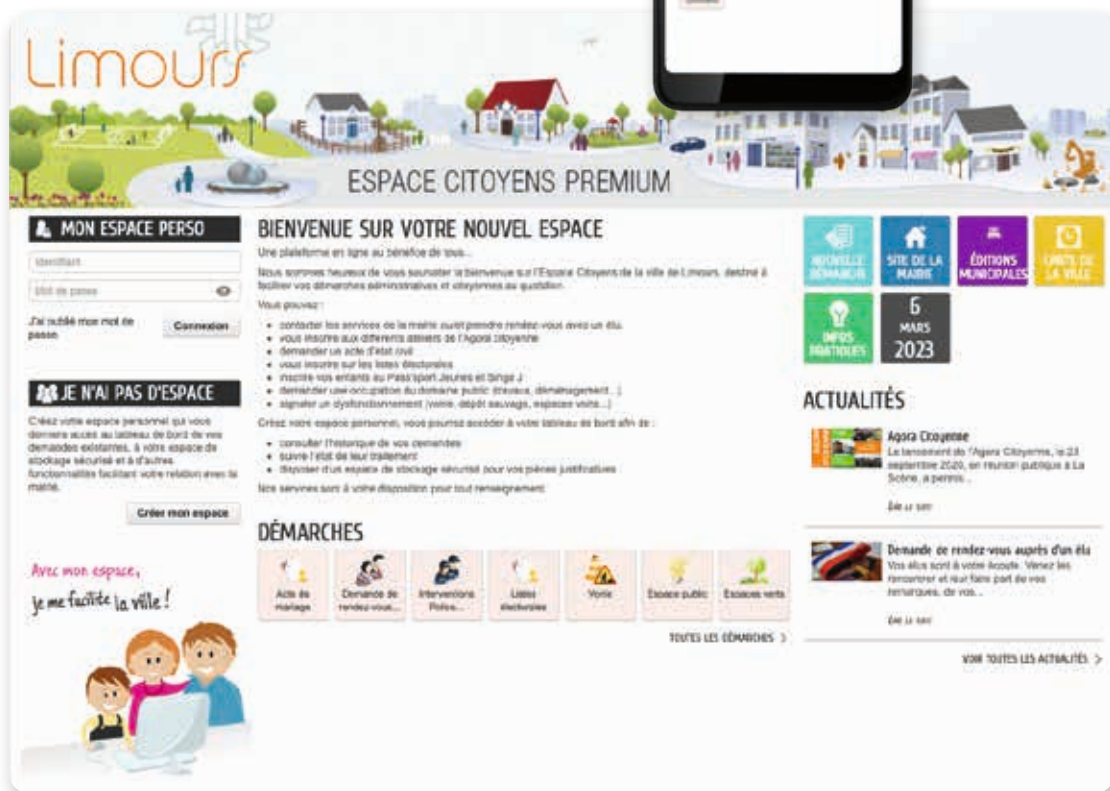 Limours
ESPACE CITOYENS PREMIUM
MON ESPACE PERSO
Identifiant
Mot de passe
J'ai oublié mon mot de
passe
Connexion
JE N'AI PAS D'ESPACE
Créez votre espace personnel qui vous
donnera accès au tableau de bord de vos
demandes existantes, à votre espace de
stockage sécurisé et à d'autres
fonctionnalités facilitant votre relation avec la
mairie.
Créer mon espace
Avec mon espace,
je me facilite la ville !
BIENVENUE SUR VOTRE NOUVEL ESPACE
Une plateforme en ligne au bénéfice de tous...
Nous sommes heureux de vous souhaiter la bienvenue sur l'Espace Citoyens de la ville de Limours, destiné à
faciliter vos démarches administratives et citoyennes au quotidien.
Vous pouvez :
• contacter les services de la mairie ou prendre rendez-vous avec un élu
• vous inscrire aux différents ateliers de l'Agora citoyenne
• demander un acte d'état civil
• vous inscrire sur les listes électorales
• inscrire vos enfants au Pass'sport Jeunes et Binge J
• demander une occupation du domaine public (travaux, déménagement...)
• signaler un dysfonctionnement (voirie, dépôt sauvage, espaces verts...)
Créez votre espace personnel, vous pourrez accéder à votre tableau de bord afin de :
• consulter l'historique de vos demandes
• suivre l'état de leur traitement
• disposer d'un espace de stockage sécurisé pour vos pièces justificatives
Nos services sont à votre disposition pour tout renseignement.
DÉMARCHES
Acte de
mariage
Demande de
rendez-vous...
Interventions
Police...
Listes
électorales
Voirie
Espace public
Espaces verts
TOUTES LES DÉMARCHES >
NOUVELLE
DÉMARCHE
SITE DE LA
MAIRIE
ÉDITIONS
MUNICIPALES
CARTE DE
LA VILLE
INFOS
PRATIQUES
6
MARS
2023
ACTUALITÉS
Agora Citoyenne
Le lancement de l'Agora Citoyenne, le 23
septembre 2020, en réunion publique à La
Scène, a permis...
Lire la suite
Demande de rendez-vous auprès d'un élu
Vos élus sont à votre écoute. Venez les
rencontrer et leur faire part de vos
remarques, de vos...
Lire la suite
VOIR TOUTES LES ACTUALITÉS >